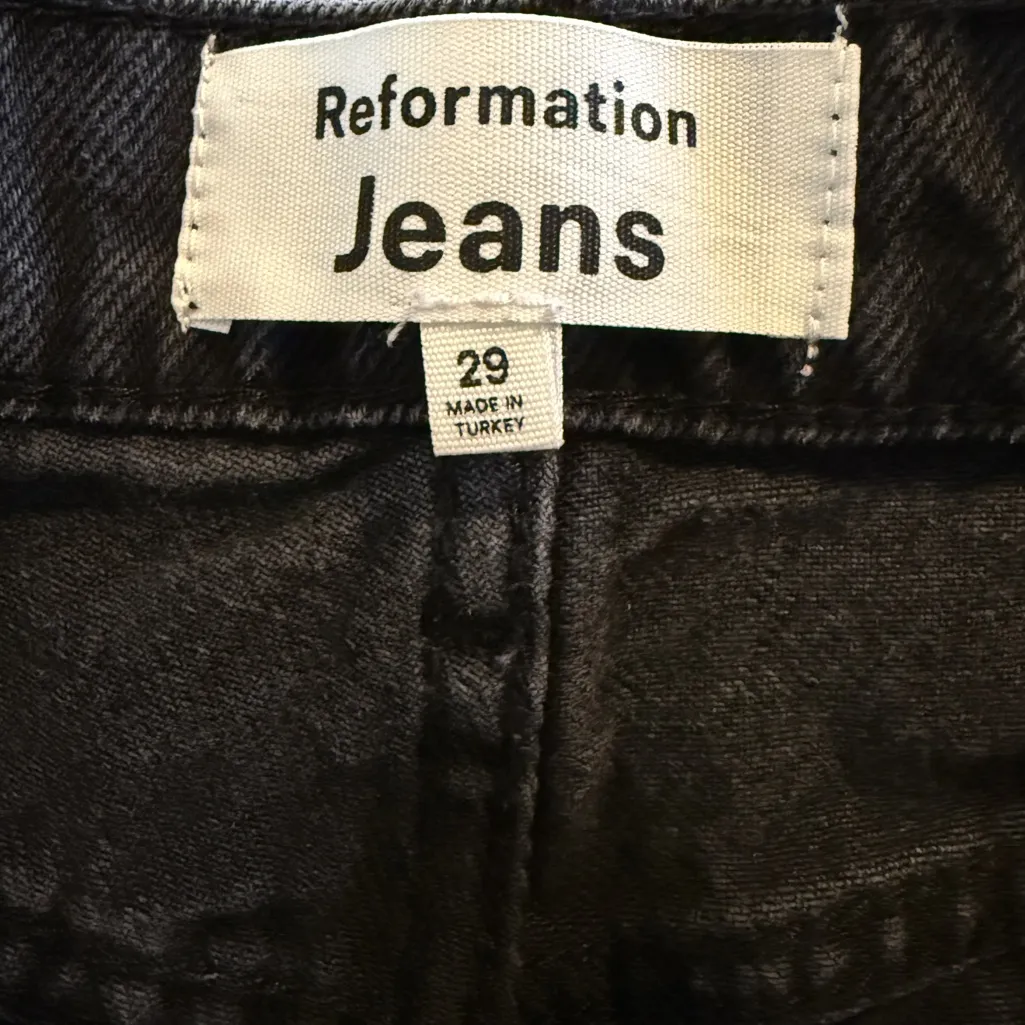 Reformation
Jeans
29
MADE IN
TURKEY